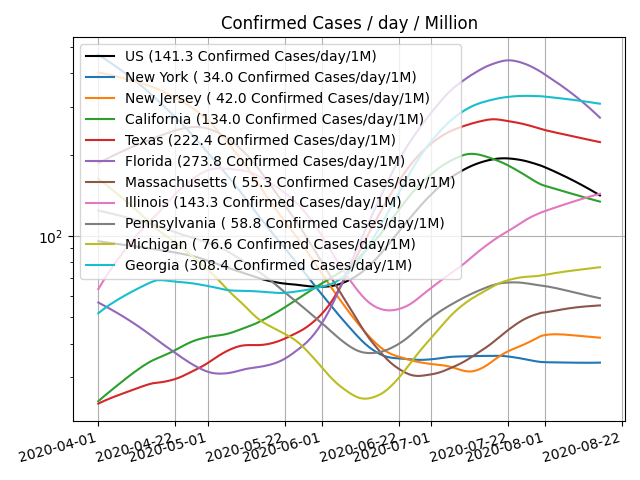 Confirmed Cases / day / Million
US (141.3 Confirmed Cases/day/1M)
New York ( 34.0 Confirmed Cases/day/1M)
New Jersey ( 42.0 Confirmed Cases/day/1M)
California (134.0 Confirmed Cases/day/1M)
Texas (222.4 Confirmed Cases/day/1M)
Florida (273.8 Confirmed Cases/day/1M)
Massachusetts ( 55.3 Confirmed Cases/day/1M)
Illinois (143.3 Confirmed Cases/day/1M)
Pennsylvania ( 58.8 Confirmed Cases/day/1M)
Michigan ( 76.6 Confirmed Cases/day/1M)
Georgia (308.4 Confirmed Cases/day/1M)
10²
2020-04-01 2020-04-22 2020-05-01 2020-05-22 2020-06-01 2020-06-22 2020-07-01 2020-07-22 2020-08-01 2020-08-22